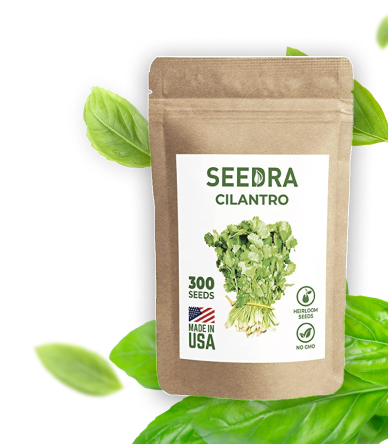 SEEDRA
CILANTRO
300
SEEDS
MADE IN
USA
HEIRLOOM
SEEDS
NO GMO